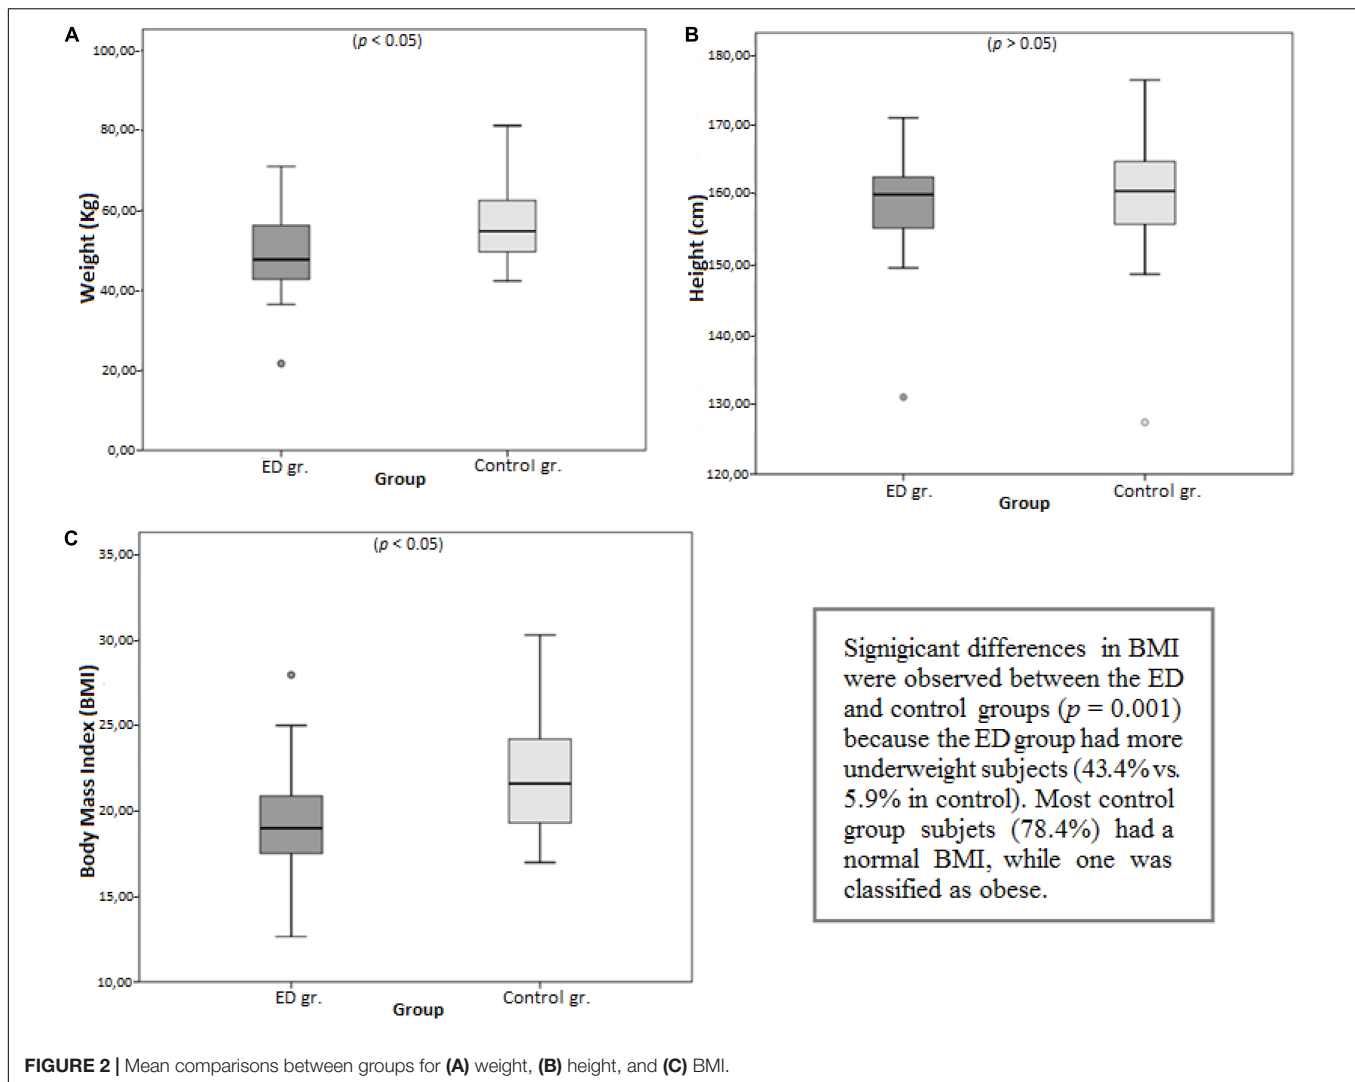 A
(p < 0.05)
100,00
80,00
60,00
40,00
20,00
0,00
Weight (Kg)
ED gr.
Control gr.
Group
B
(p > 0.05)
180,00
170,00
160,00
150,00
140,00
130,00
120,00
Height (cm)
ED gr.
Control gr.
Group
C
(p < 0.05)
35,00
30,00
25,00
20,00
15,00
10,00
Body Mass Index (BMI)
ED gr.
Control gr.
Group
Signigicant differences in BMI
were observed between the ED
and control groups (p = 0.001)
because the ED group had more
underweight subjects (43.4% vs.
5.9% in control). Most control
group subjets (78.4%) had a
normal BMI, while one was
classified as obese.
FIGURE 2 | Mean comparisons between groups for (A) weight, (B) height, and (C) BMI.